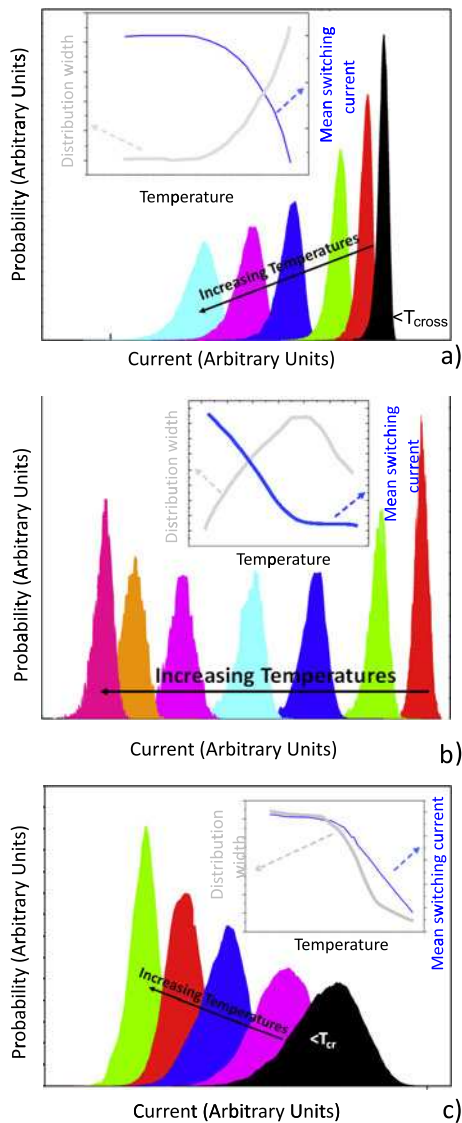 Probability (Arbitrary Units)
Distribution width
Mean switching
current
Temperature
Increasing Temperatures
<Tcross
Current (Arbitrary Units)
a)
Probability (Arbitrary Units)
Distribution width
Mean switching
current
Temperature
Increasing Temperatures
Current (Arbitrary Units)
b)
Probability (Arbitrary Units)
Distribution
width
Mean switching current
Temperature
Increasing Temperatures
<Tcr
Current (Arbitrary Units)
c)